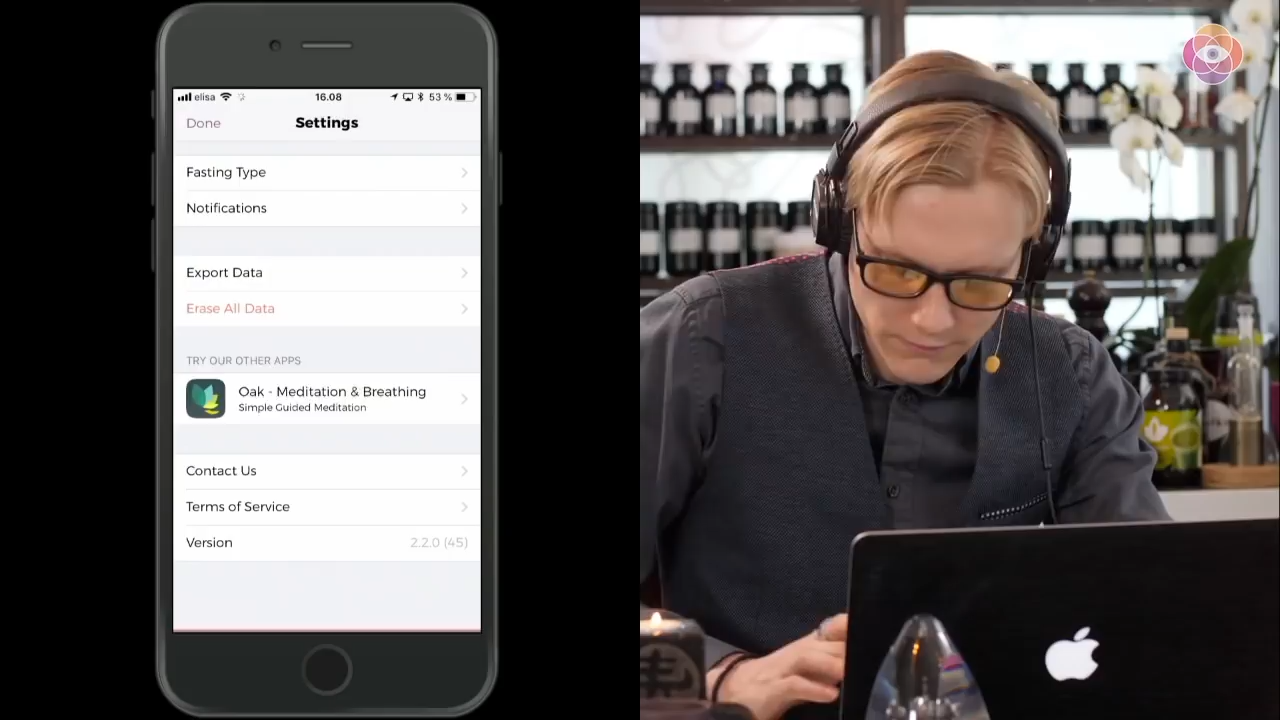 elisa 16.08 53 %
Done Settings
Fasting Type
Notifications
Export Data
Erase All Data
TRY OUR OTHER APPS
Oak - Meditation & Breathing
Simple Guided Meditation
Contact Us
Terms of Service
Version 2.2.0 (45)